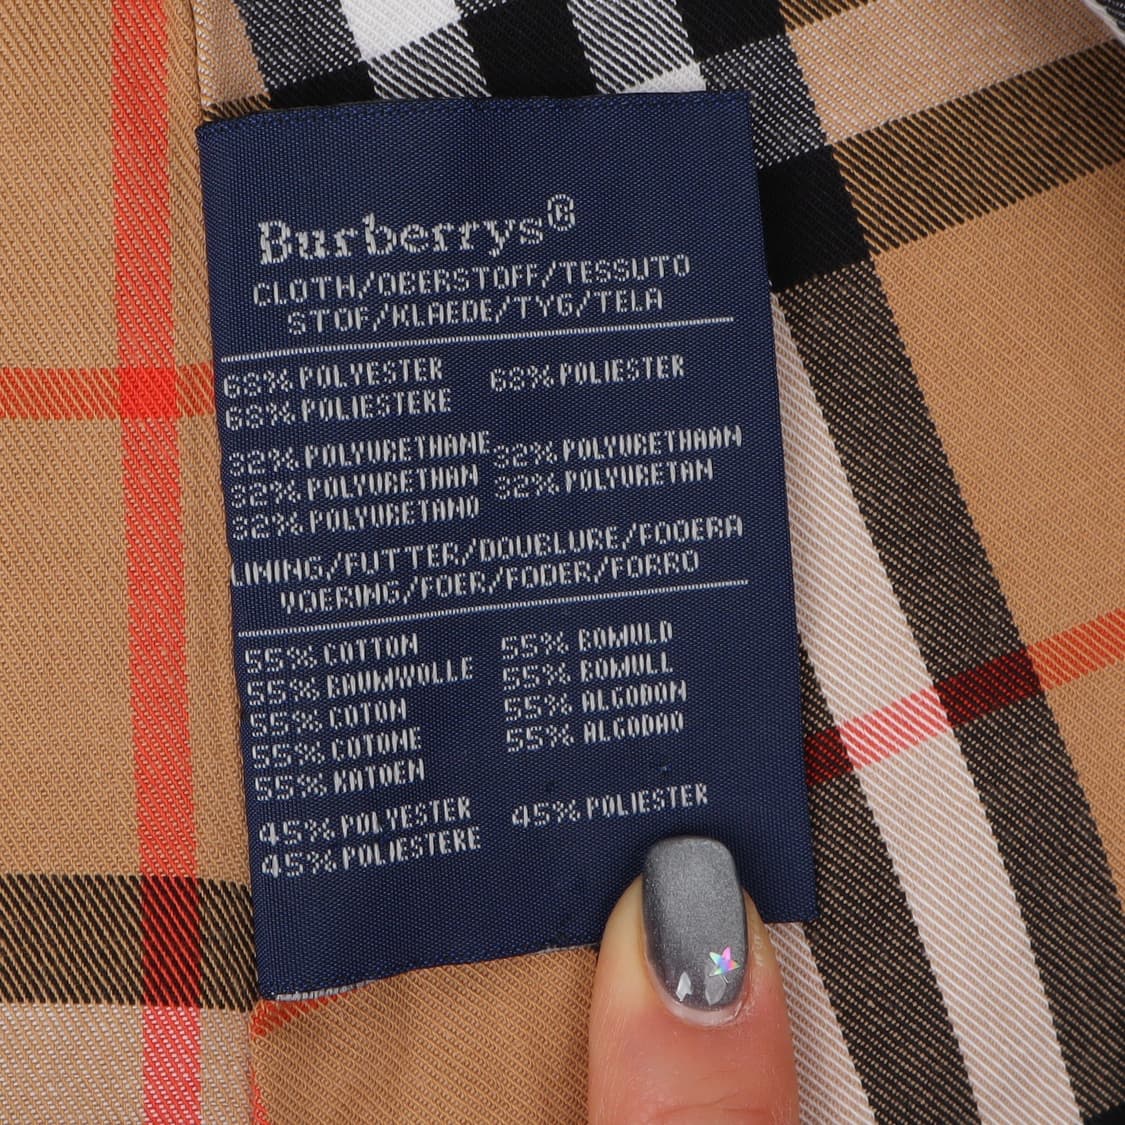 Burberrys®
CLOTH/OBERSTOFF/TESSUTO
STOF/KLAEDE/TYG/TELA
68% POLYESTER 68% POLIESTER
68% POLIESTERE
32% POLYURETHANE 32% POLYURETHAAN
32% POLYURETHAN 32% POLYURETAN
32% POLYURETANO
LINING/FUTTER/DOUBLURE/FODERA
VOERING/FOER/FODER/FORRO
55% COTTON 55% BOMULD
55% BAUMWOLLE 55% BOMULL
55% COTON 55% ALGODON
55% COTONE 55% ALGODAO
55% KATOEN
45% POLYESTER 45% POLIESTER
45% POLIESTERE